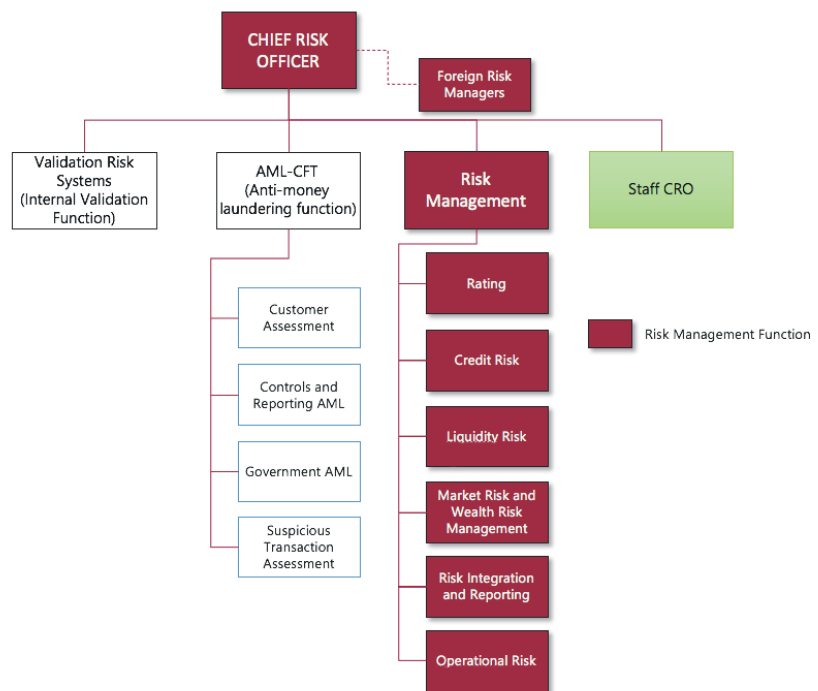 CHIEF RISK
OFFICER
Foreign Risk
Managers
Validation Risk
Systems
(Internal Validation
Function)
AML-CFT
(Anti-money
laundering function)
Risk
Management
Staff CRO
Customer
Assessment
Controls and
Reporting AML
Government AML
Suspicious
Transaction
Assessment
Rating
Credit Risk
Liquidity Risk
Market Risk and
Wealth Risk
Management
Risk Integration
and Reporting
Operational Risk
Risk Management Function